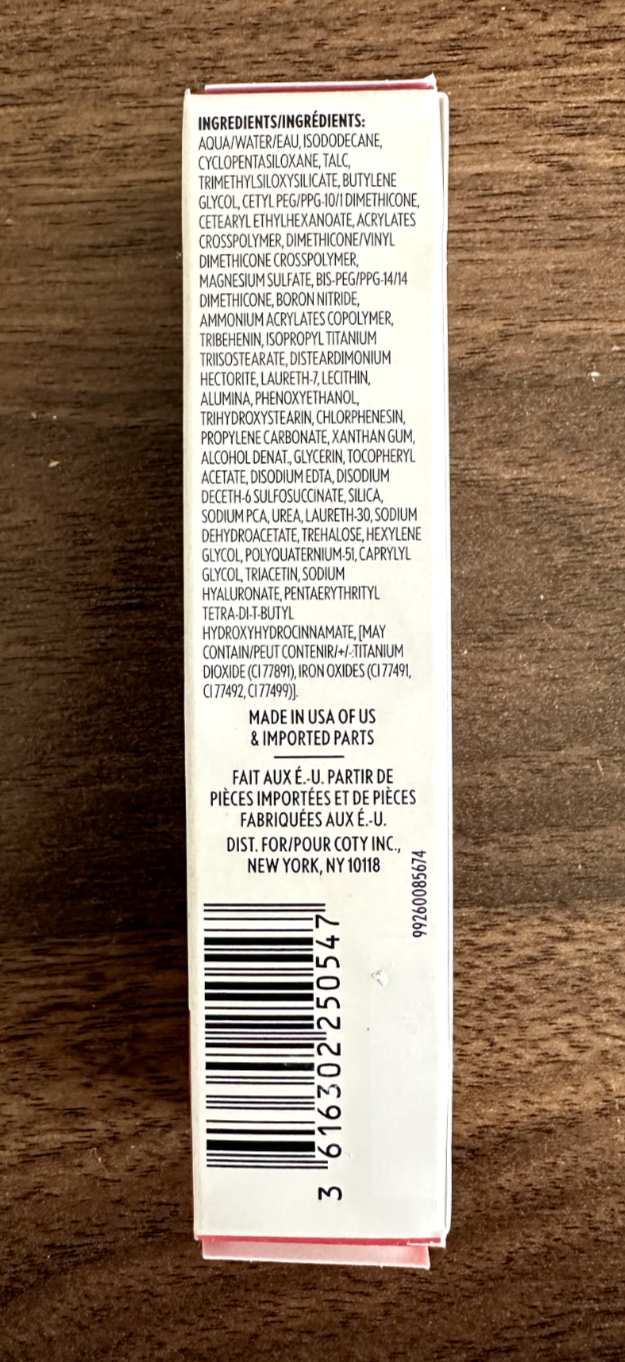 INGREDIENTS/INGRÉDIENTS:
AQUA/WATER/EAU, ISODODECANE,
CYCLOPENTASILOXANE, TALC,
TRIMETHYLSILOXYSILICATE, BUTYLENE
GLYCOL, CETYL PEG/PPG-10/1 DIMETHICONE,
CETEARYL ETHYLHEXANOATE, ACRYLATES
CROSSPOLYMER, DIMETHICONE/VINYL
DIMETHICONE CROSSPOLYMER,
MAGNESIUM SULFATE, BIS-PEG/PPG-14/14
DIMETHICONE, BORON NITRIDE,
AMMONIUM ACRYLATES COPOLYMER,
TRIBEHENIN, ISOPROPYL TITANIUM
TRIISOSTEARATE, DISTEARDIMONIUM
HECTORITE, LAURETH-7, LECITHIN,
ALUMINA, PHENOXYETHANOL,
TRIHYDROXYSTEARIN, CHLORPHENESIN,
PROPYLENE CARBONATE, XANTHAN GUM,
ALCOHOL DENAT., GLYCERIN, TOCOPHERYL
ACETATE, DISODIUM EDTA, DISODIUM
DECETH-6 SULFOSUCCINATE, SILICA,
SODIUM PCA, UREA, LAURETH-30, SODIUM
DEHYDROACETATE, TREHALOSE, HEXYLENE
GLYCOL, POLYQUATERNIUM-51, CAPRYLYL
GLYCOL, TRIACETIN, SODIUM
HYALURONATE, PENTAERYTHRITYL
TETRA-DI-T-BUTYL
HYDROXYHYDROCINNAMATE, [MAY
CONTAIN/PEUT CONTENIR/+/-:TITANIUM
DIOXIDE (CI 77891), IRON OXIDES (CI 77491,
CI 77492, CI 77499)].
MADE IN USA OF US
& IMPORTED PARTS
FAIT AUX É.-U. PARTIR DE
PIÈCES IMPORTÉES ET DE PIÈCES
FABRIQUÉES AUX É.-U.
DIST. FOR/POUR COTY INC.,
NEW YORK, NY 10118
99260085674
3 616302 250547